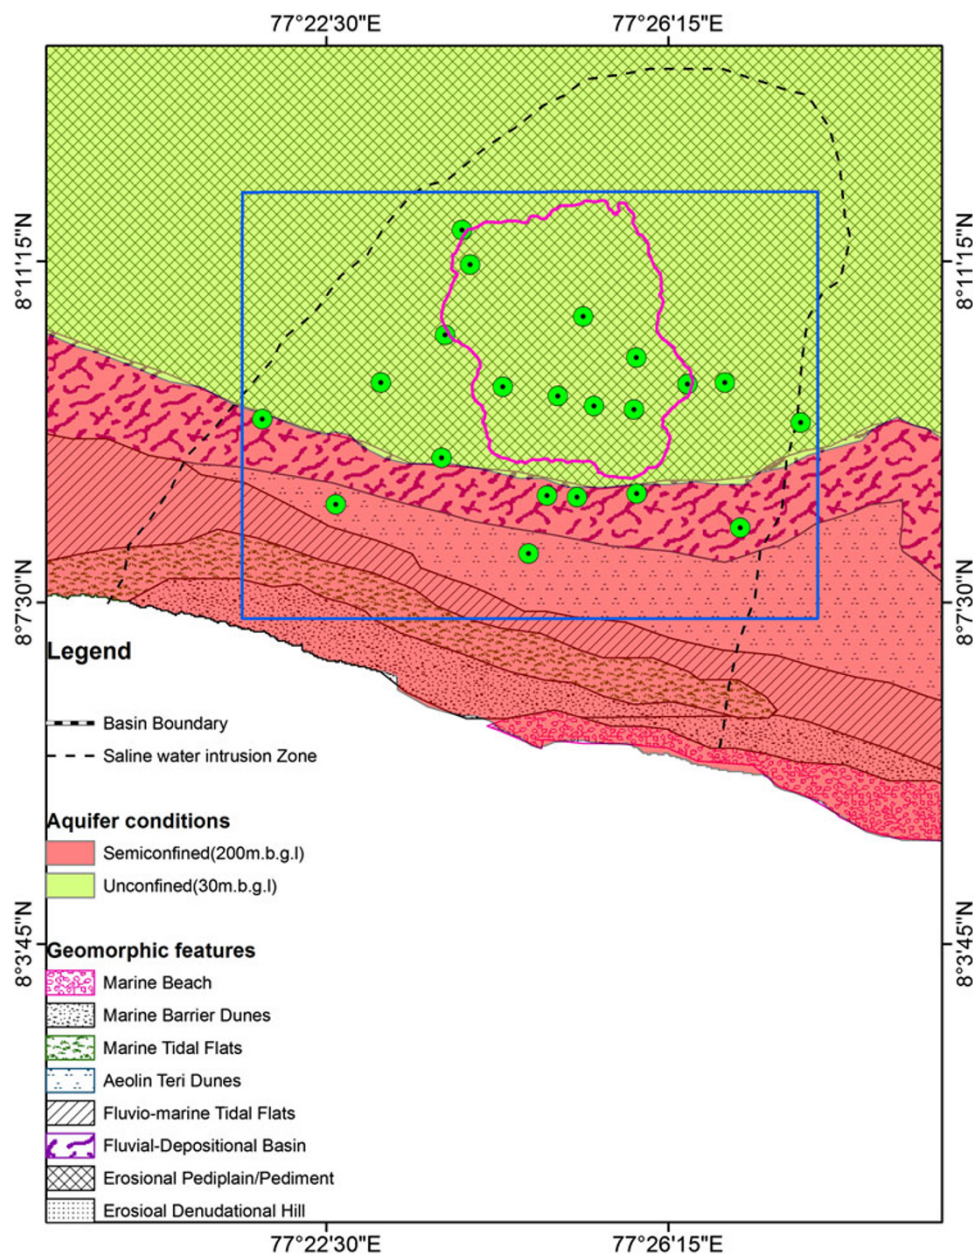 77°22'30"E 77°26'15"E
8°11'15"N 8°11'15"N
8°7'30"N 8°7'30"N
Legend
Basin Boundary
Saline water intrusion Zone
Aquifer conditions
Semiconfined(200m.b.g.l)
Unconfined(30m.b.g.l)
8°3'45"N 8°3'45"N
Geomorphic features
Marine Beach
Marine Barrier Dunes
Marine Tidal Flats
Aeolin Teri Dunes
Fluvio-marine Tidal Flats
Fluvial-Depositional Basin
Erosional Pediplain/Pediment
Erosioal Denudational Hill
77°22'30"E 77°26'15"E